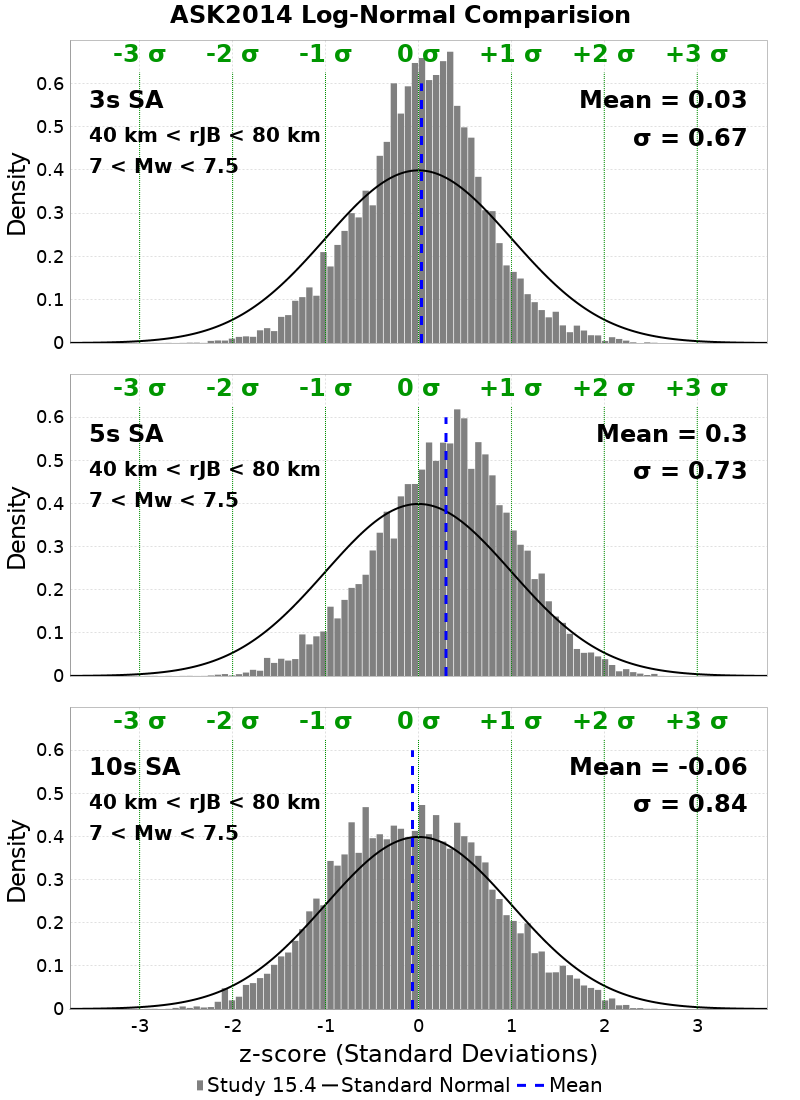 ASK2014 Log-Normal Comparision
-3 σ -2 σ -1 σ 0 σ +1 σ +2 σ +3 σ
3s SA
Mean = 0.03
40 km < rJB < 80 km
σ = 0.67
7 < Mw < 7.5
Density
0.6
0.5
0.4
0.3
0.2
0.1
0
-3 σ -2 σ -1 σ 0 σ +1 σ +2 σ +3 σ
5s SA
Mean = 0.3
40 km < rJB < 80 km
σ = 0.73
7 < Mw < 7.5
Density
0.6
0.5
0.4
0.3
0.2
0.1
0
-3 σ -2 σ -1 σ 0 σ +1 σ +2 σ +3 σ
10s SA
Mean = -0.06
40 km < rJB < 80 km
σ = 0.84
7 < Mw < 7.5
Density
0.6
0.5
0.4
0.3
0.2
0.1
0
-3 -2 -1 0 1 2 3
z-score (Standard Deviations)
Study 15.4 Standard Normal Mean